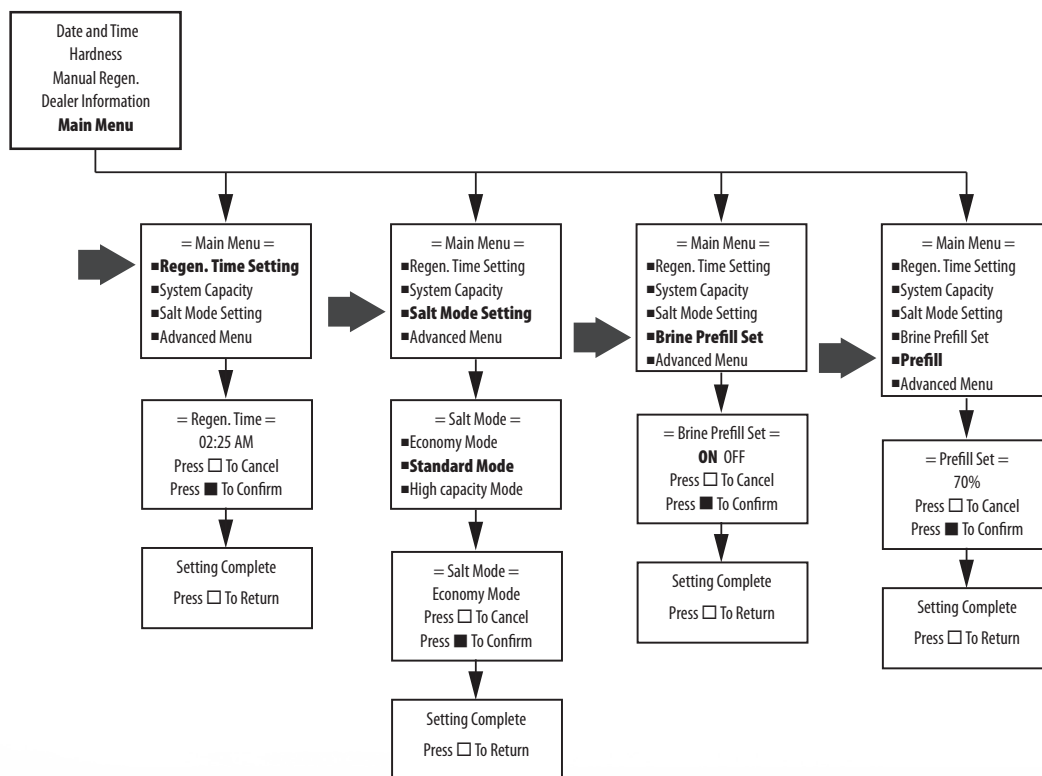 Date and Time
Hardness
Manual Regen.
Dealer Information
Main Menu
= Main Menu =
■Regen. Time Setting
■System Capacity
■Salt Mode Setting
■Advanced Menu
= Regen. Time =
02:25 AM
Press □ To Cancel
Press ■ To Confirm
Setting Complete
Press □ To Return
= Main Menu =
■Regen. Time Setting
■System Capacity
■Salt Mode Setting
■Advanced Menu
= Salt Mode =
■Economy Mode
■Standard Mode
■High capacity Mode
= Salt Mode =
Economy Mode
Press □ To Cancel
Press ■ To Confirm
Setting Complete
Press □ To Return
= Main Menu =
■Regen. Time Setting
■System Capacity
■Salt Mode Setting
■Brine Prefill Set
■Advanced Menu
= Brine Prefill Set =
ON OFF
Press □ To Cancel
Press ■ To Confirm
Setting Complete
Press □ To Return
= Main Menu =
■Regen. Time Setting
■System Capacity
■Salt Mode Setting
■Brine Prefill Set
■Prefill
■Advanced Menu
= Prefill Set =
70%
Press □ To Cancel
Press ■ To Confirm
Setting Complete
Press □ To Return